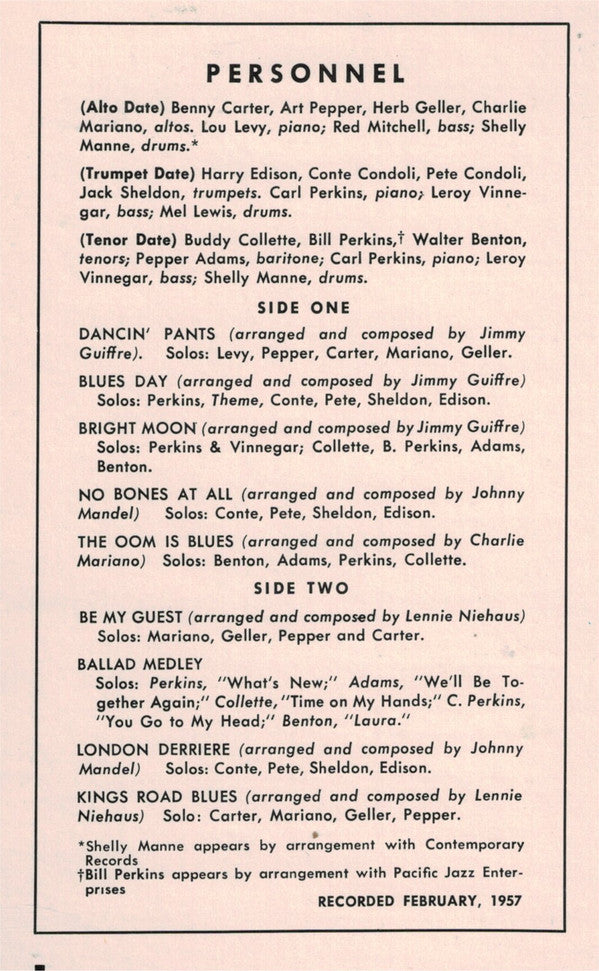 PERSONNEL
(Alto Date) Benny Carter, Art Pepper, Herb Geller, Charlie
Mariano, altos. Lou Levy, piano; Red Mitchell, bass; Shelly
Manne, drums.*
(Trumpet Date) Harry Edison, Conte Condoli, Pete Condoli,
Jack Sheldon, trumpets. Carl Perkins, piano; Leroy Vinne-
gar, bass; Mel Lewis, drums.
(Tenor Date) Buddy Collette, Bill Perkins,† Walter Benton,
tenors; Pepper Adams, baritone; Carl Perkins, piano; Leroy
Vinnegar, bass; Shelly Manne, drums.
SIDE ONE
DANCIN' PANTS (arranged and composed by Jimmy
Guiffre). Solos: Levy, Pepper, Carter, Mariano, Geller.
BLUES DAY (arranged and composed by Jimmy Guiffre)
Solos: Perkins, Theme, Conte, Pete, Sheldon, Edison.
BRIGHT MOON (arranged and composed by Jimmy Guiffre)
Solos: Perkins & Vinnegar; Collette, B. Perkins, Adams,
Benton.
NO BONES AT ALL (arranged and composed by Johnny
Mandel) Solos: Conte, Pete, Sheldon, Edison.
THE OOM IS BLUES (arranged and composed by Charlie
Mariano) Solos: Benton, Adams, Perkins, Collette.
SIDE TWO
BE MY GUEST (arranged and composed by Lennie Niehaus)
Solos: Mariano, Geller, Pepper and Carter.
BALLAD MEDLEY
Solos: Perkins, "What's New;" Adams, "We'll Be To-
gether Again;" Collette, "Time on My Hands;" C. Perkins,
"You Go to My Head;" Benton, "Laura."
LONDON DERRIERE (arranged and composed by Johnny
Mandel) Solos: Conte, Pete, Sheldon, Edison.
KINGS ROAD BLUES (arranged and composed by Lennie
Niehaus) Solo: Carter, Mariano, Geller, Pepper.
*Shelly Manne appears by arrangement with Contemporary
Records
†Bill Perkins appears by arrangement with Pacific Jazz Enter-
prises
RECORDED FEBRUARY, 1957